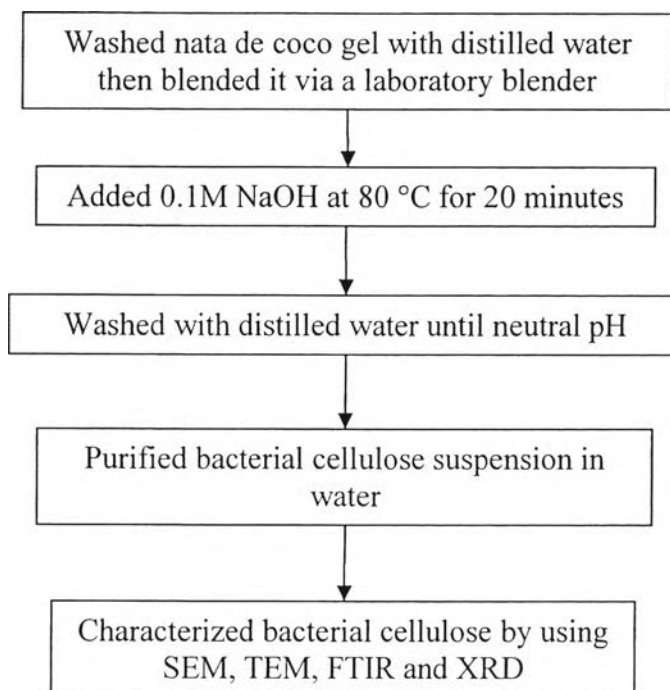 Washed nata de coco gel with distilled water
then blended it via a laboratory blender
Added 0.1M NaOH at 80 °C for 20 minutes
Washed with distilled water until neutral pH
Purified bacterial cellulose suspension in
water
Characterized bacterial cellulose by using
SEM, TEM, FTIR and XRD